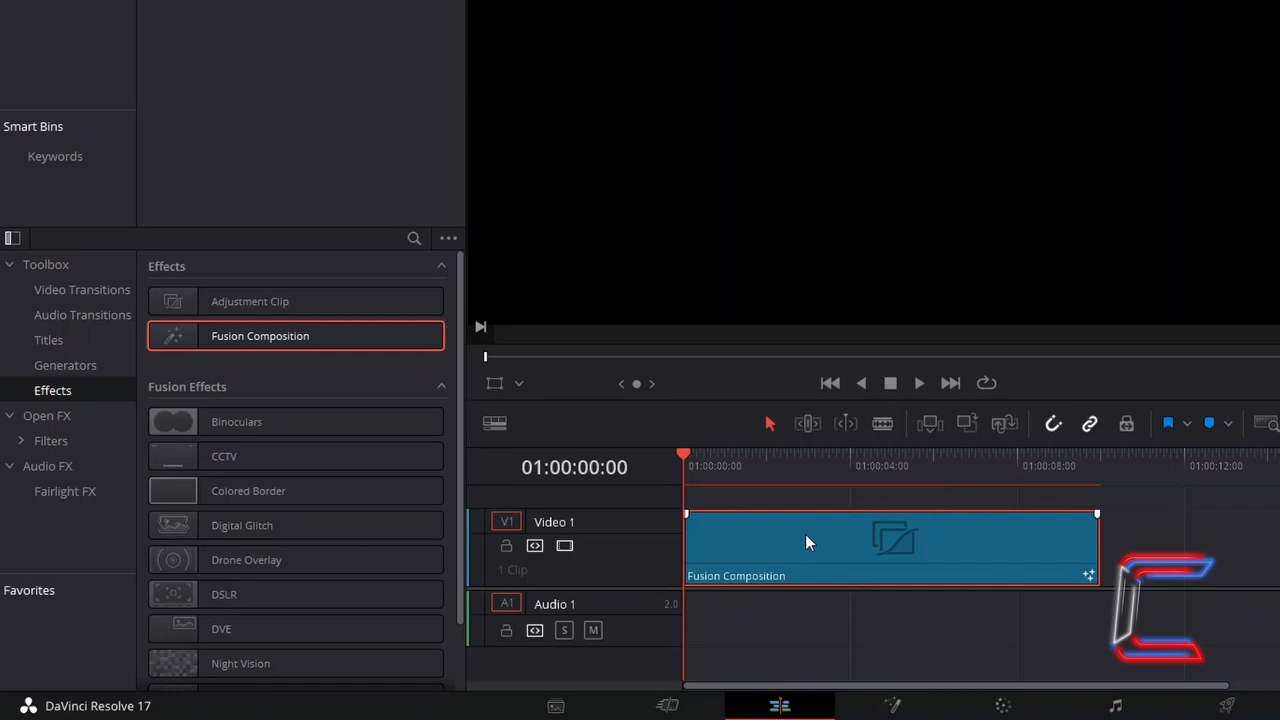 Smart Bins
Keywords
Toolbox
Video Transitions
Audio Transitions
Titles
Generators
Effects
Open FX
Filters
Audio FX
Fairlight FX
Favorites
Effects
Adjustment Clip
Fusion Composition
Fusion Effects
Binoculars
CCTV
Colored Border
Digital Glitch
Drone Overlay
DSLR
DVE
Night Vision
01:00:00:00
01:00:00:00 01:00:04:00 01:00:08:00 01:00:12:00
V1 Video 1
1 Clip
Fusion Composition
A1 Audio 1 2.0
S M
DaVinci Resolve 17